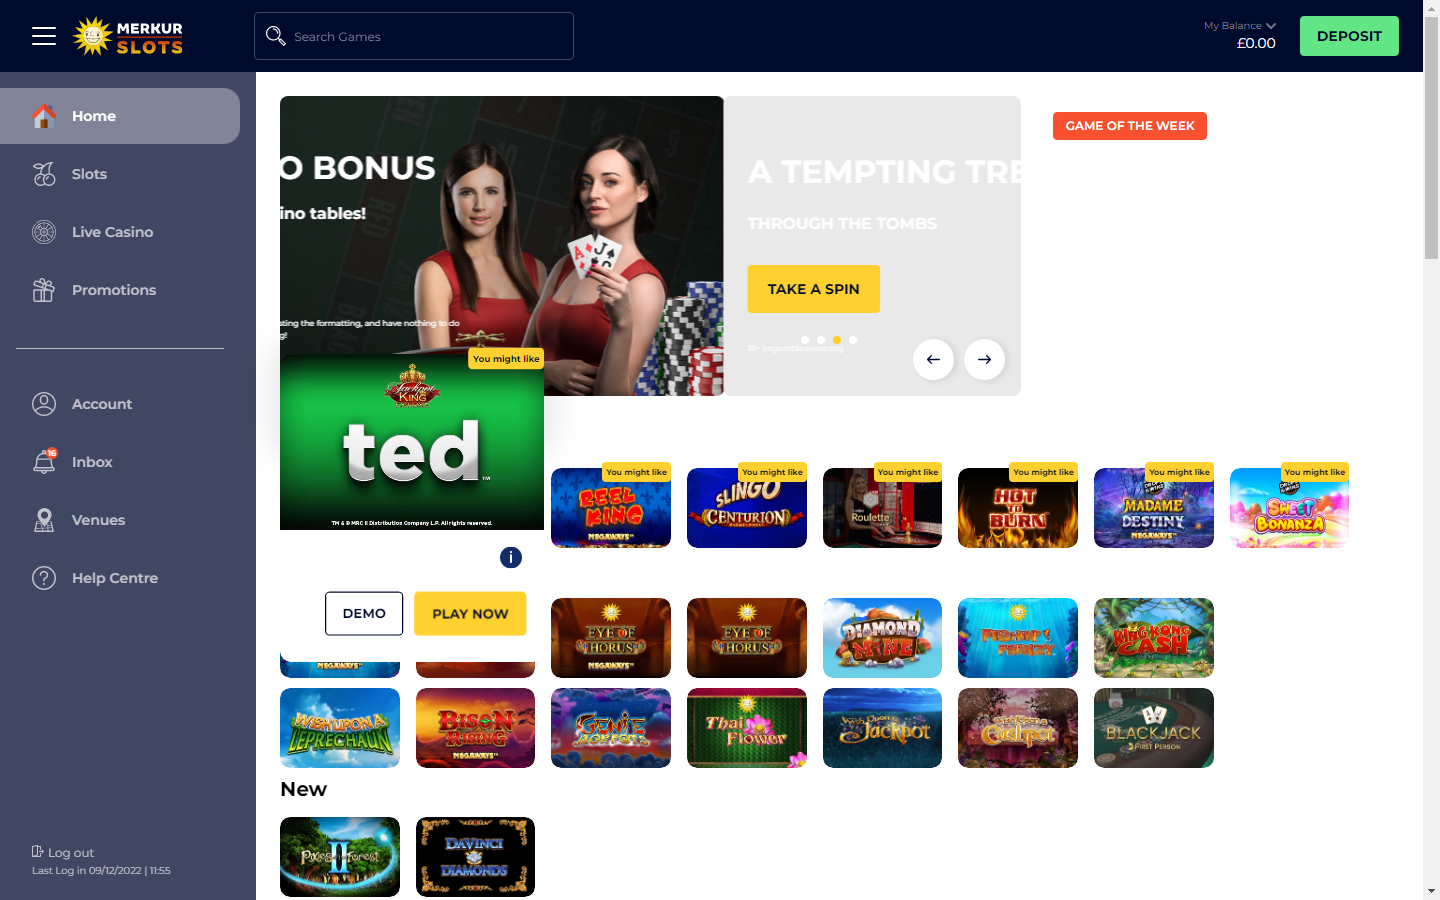 MERKUR
SLOTS
Search Games
My Balance
£0.00
DEPOSIT
Home
Slots
Live Casino
Promotions
Account
16
Inbox
Venues
Help Centre
Log out
Last Log in 09/12/2022 | 11:55
O BONUS
ino tables!
sting the formatting, and have nothing to do
g!
A TEMPTING TRE
THROUGH THE TOMBS
TAKE A SPIN
GAME OF THE WEEK
You might like
Jackpot
KING
ted
TM & © MRC II Distribution Company L.P. All rights reserved.
i
DEMO
PLAY NOW
You might like
REEL
KING
MEGAWAYS
You might like
SLINGO
CENTURION
You might like
Roulette
You might like
HOT
TO
BURN
You might like
MADAME
DESTINY
MEGAWAYS
You might like
SWEET
BONANZA
MEGAWAYS
EYE OF
HORUS
MEGAWAYS
EYE OF
HORUS
DIAMOND
MINE
FISHIN'
FRENZY
KING KONG
CASH
WISH UPON A
LEPRECHAUN
BISON
RISING
MEGAWAYS
GENIE
JACKPOTS
Thai
Flower
Wish Upon a
Jackpot
Cashpot
BLACKJACK
FIRST PERSON
New
Pixies of the Forest
II
DAVINCI
DIAMONDS